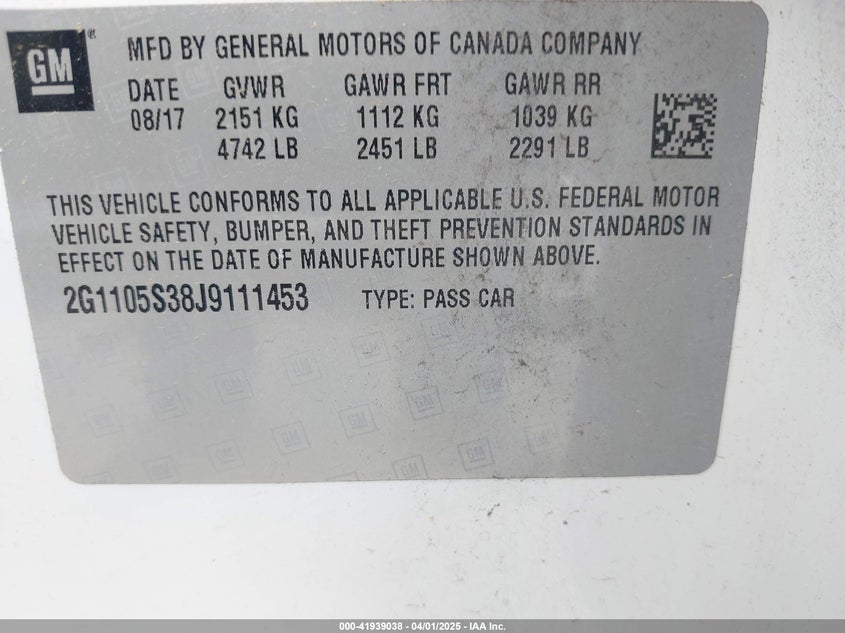 GM
MFD BY GENERAL MOTORS OF CANADA COMPANY
DATE GVWR GAWR FRT GAWR RR
08/17 2151 KG 1112 KG 1039 KG
4742 LB 2451 LB 2291 LB
THIS VEHICLE CONFORMS TO ALL APPLICABLE U.S. FEDERAL MOTOR
VEHICLE SAFETY, BUMPER, AND THEFT PREVENTION STANDARDS IN
EFFECT ON THE DATE OF MANUFACTURE SHOWN ABOVE.
2G1105S38J9111453 TYPE: PASS CAR
000-41939038 - 04/01/2025 - IAA Inc.